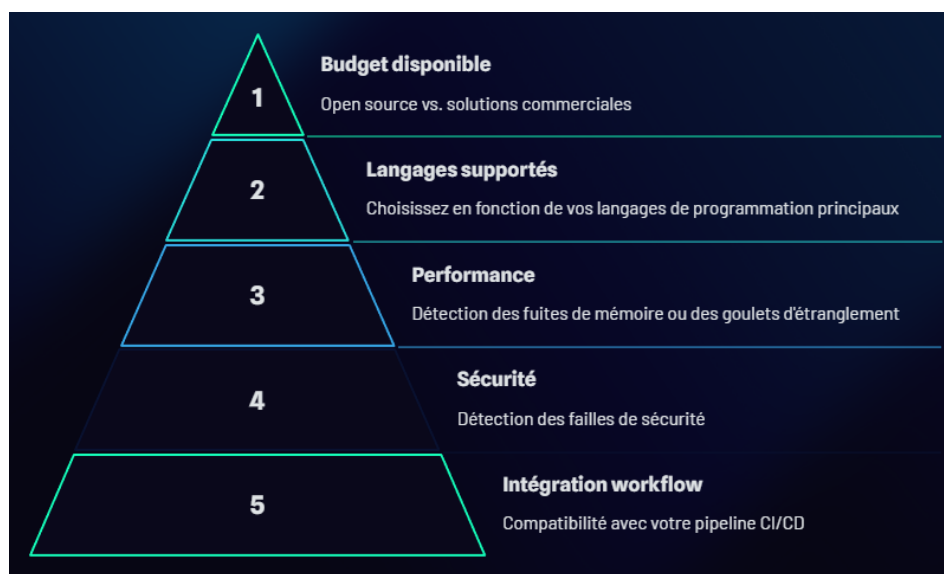 1
Budget disponible
Open source vs. solutions commerciales
2
Langages supportés
Choisissez en fonction de vos langages de programmation principaux
3
Performance
Détection des fuites de mémoire ou des goulets d'étranglement
4
Sécurité
Détection des failles de sécurité
5
Intégration workflow
Compatibilité avec votre pipeline CI/CD